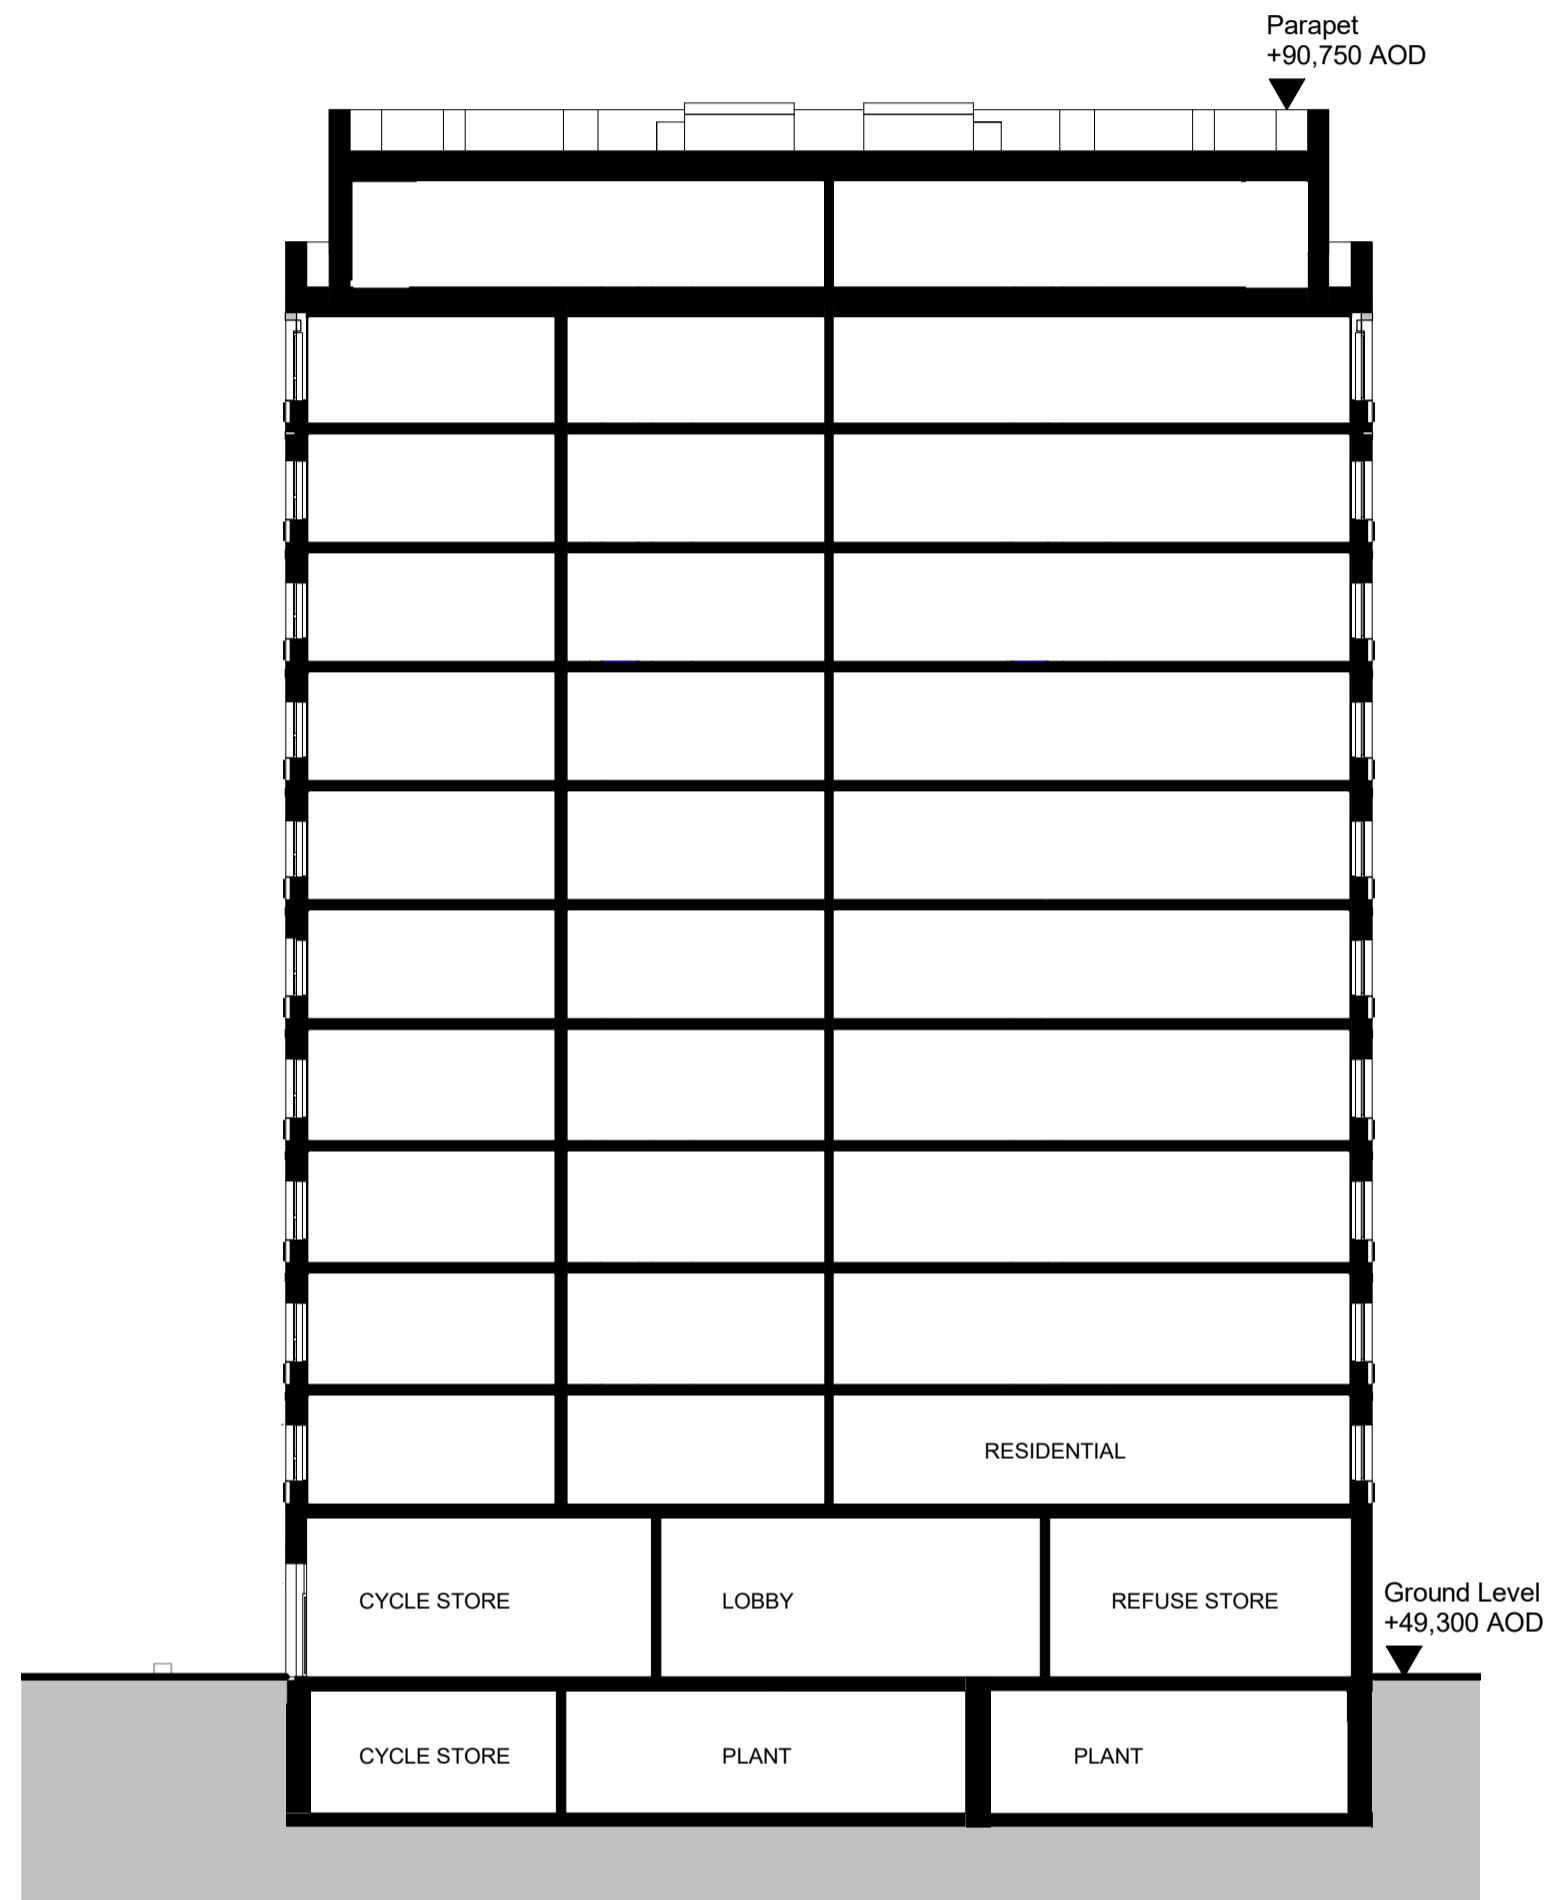 Parapet
+90,750 AOD
RESIDENTIAL
CYCLE STORE
LOBBY
REFUSE STORE
Ground Level
+49,300 AOD
CYCLE STORE
PLANT
PLANT